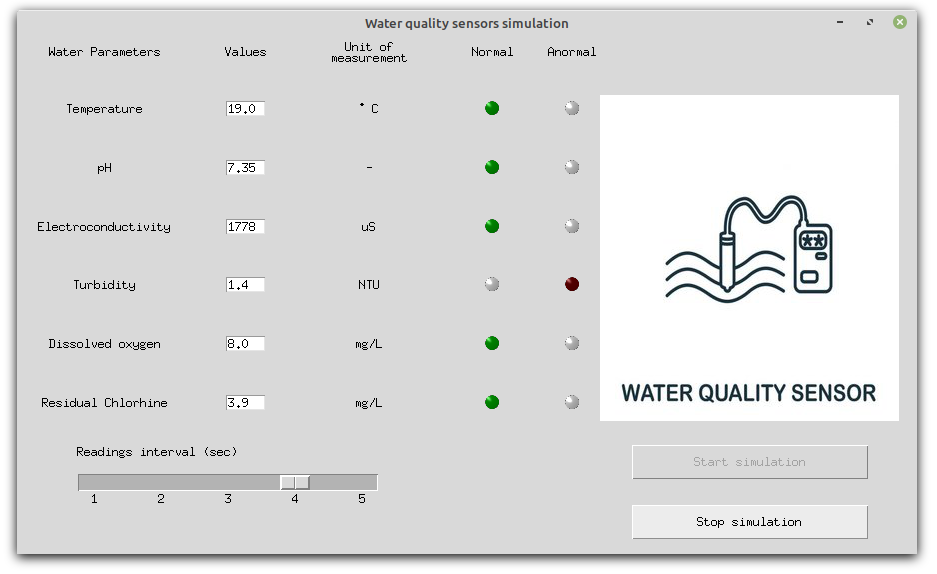 Water quality sensors simulation
Water Parameters Values Unit of measurement Normal Anormal
Temperature 19.0 ° C
pH 7.35 -
Electroconductivity 1778 uS
Turbidity 1.4 NTU
Dissolved oxygen 8.0 mg/L
Residual Chlorhine 3.9 mg/L
**
WATER QUALITY SENSOR
Readings interval (sec)
1 2 3 4 5
Start simulation
Stop simulation